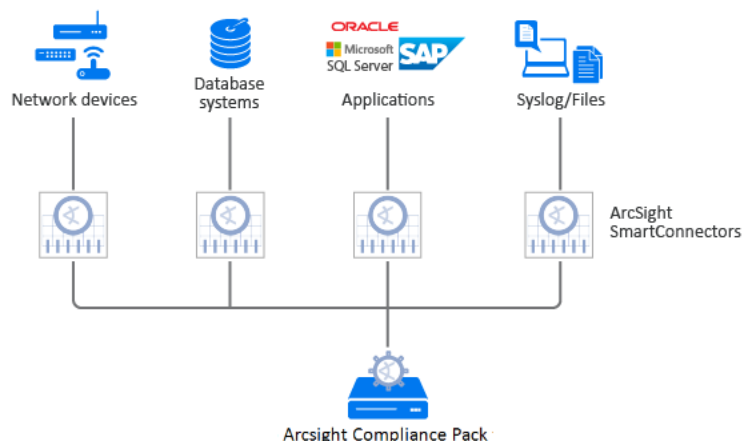 ORACLE
Microsoft
SQL Server
SAP
Network devices
Database
systems
Applications
Syslog/Files
ArcSight
SmartConnectors
Arcsight Compliance Pack